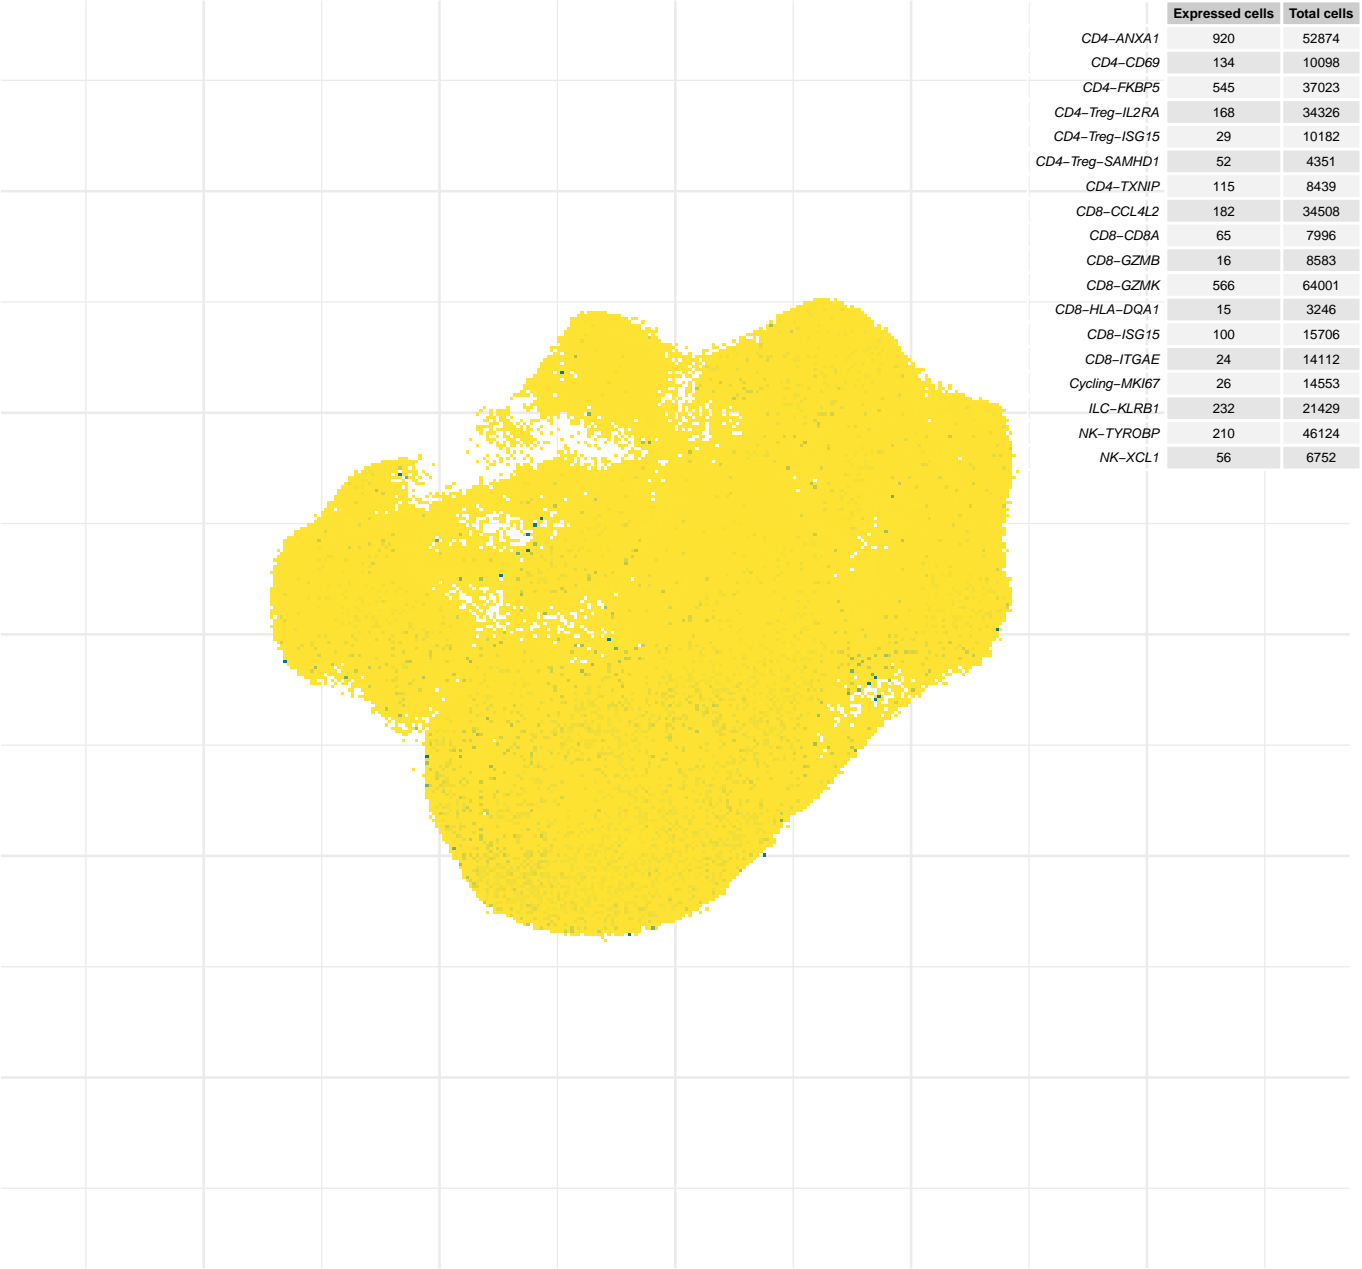 Expressed cells Total cells
CD4−ANXA1 920 52874
CD4−CD69 134 10098
CD4−FKBP5 545 37023
CD4−Treg−IL2RA 168 34326
CD4−Treg−ISG15 29 10182
CD4−Treg−SAMHD1 52 4351
CD4−TXNIP 115 8439
CD8−CCL4L2 182 34508
CD8−CD8A 65 7996
CD8−GZMB 16 8583
CD8−GZMK 566 64001
CD8−HLA−DQA1 15 3246
CD8−ISG15 100 15706
CD8−ITGAE 24 14112
Cycling−MKI67 26 14553
ILC−KLRB1 232 21429
NK−TYROBP 210 46124
NK−XCL1 56 6752